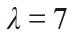 λ = 7